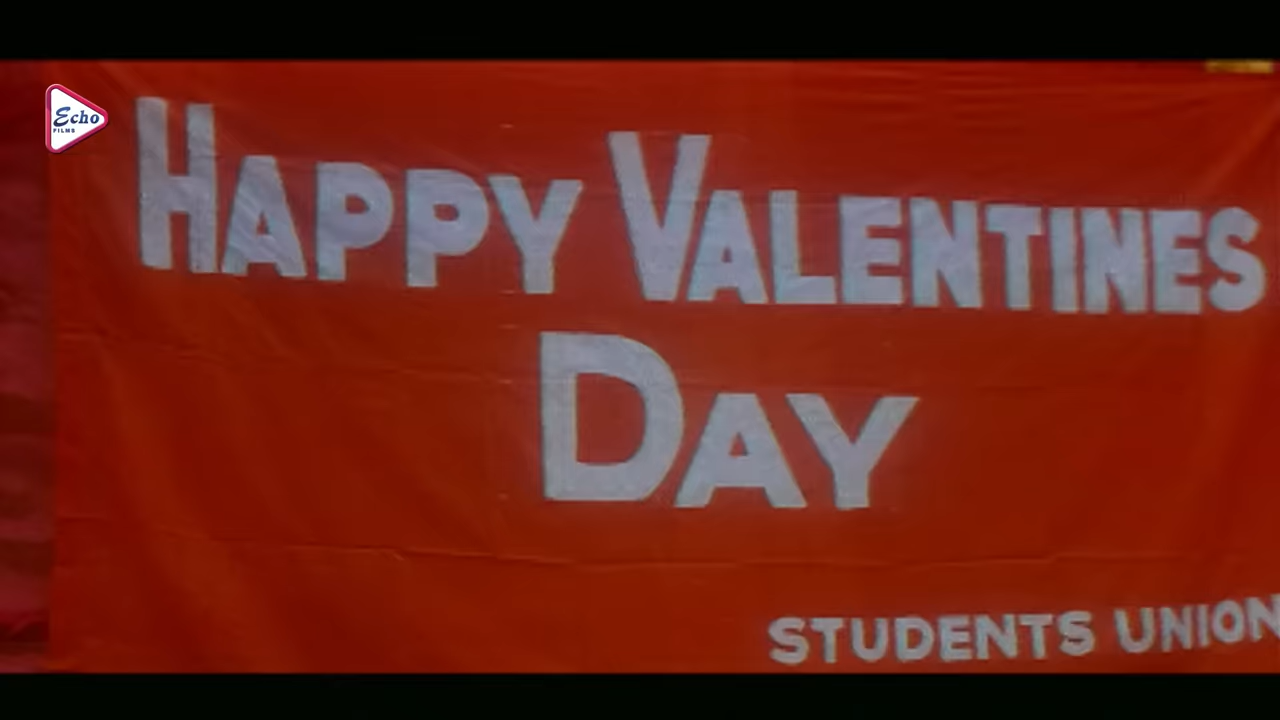 Echo
FILMS
HAPPY VALENTINES
DAY
STUDENTS UNION